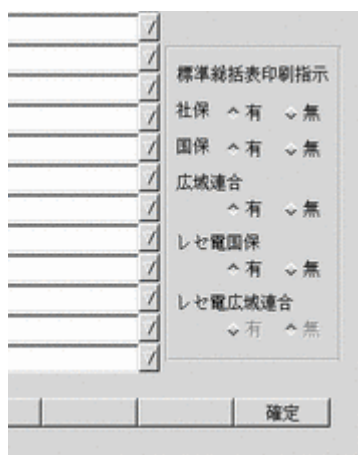 標準総括表印刷指示
社保 有 無
国保 有 無
広域連合
有 無
レセ電国保
有 無
レセ電広域連合
有 無
確定